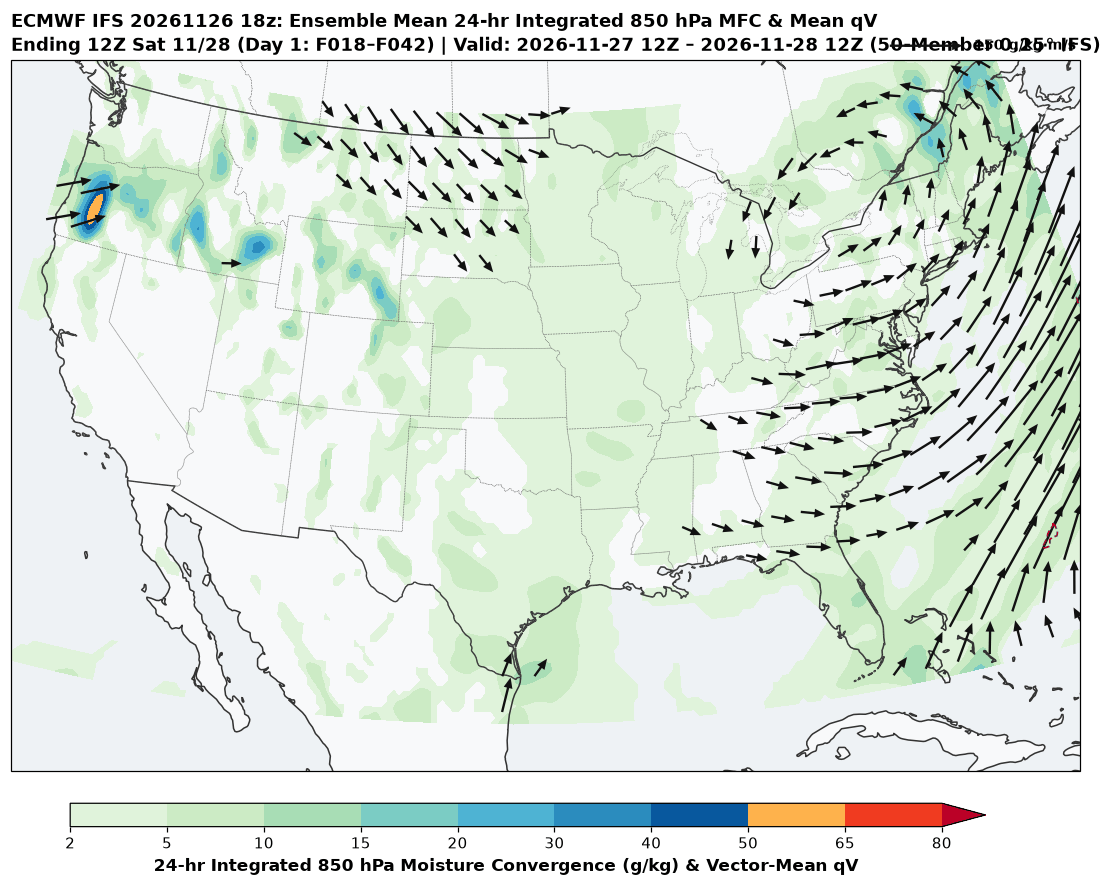 ECMWF IFS 20261126 18z: Ensemble Mean 24-hr Integrated 850 hPa MFC & Mean qV
Ending 12Z Sat 11/28 (Day 1: F018–F042) | Valid: 2026-11-27 12Z – 2026-11-28 12Z (50-Member 0.25° IFS)
2 5 10 15 20 30 40 50 65 80
24-hr Integrated 850 hPa Moisture Convergence (g/kg) & Vector-Mean qV